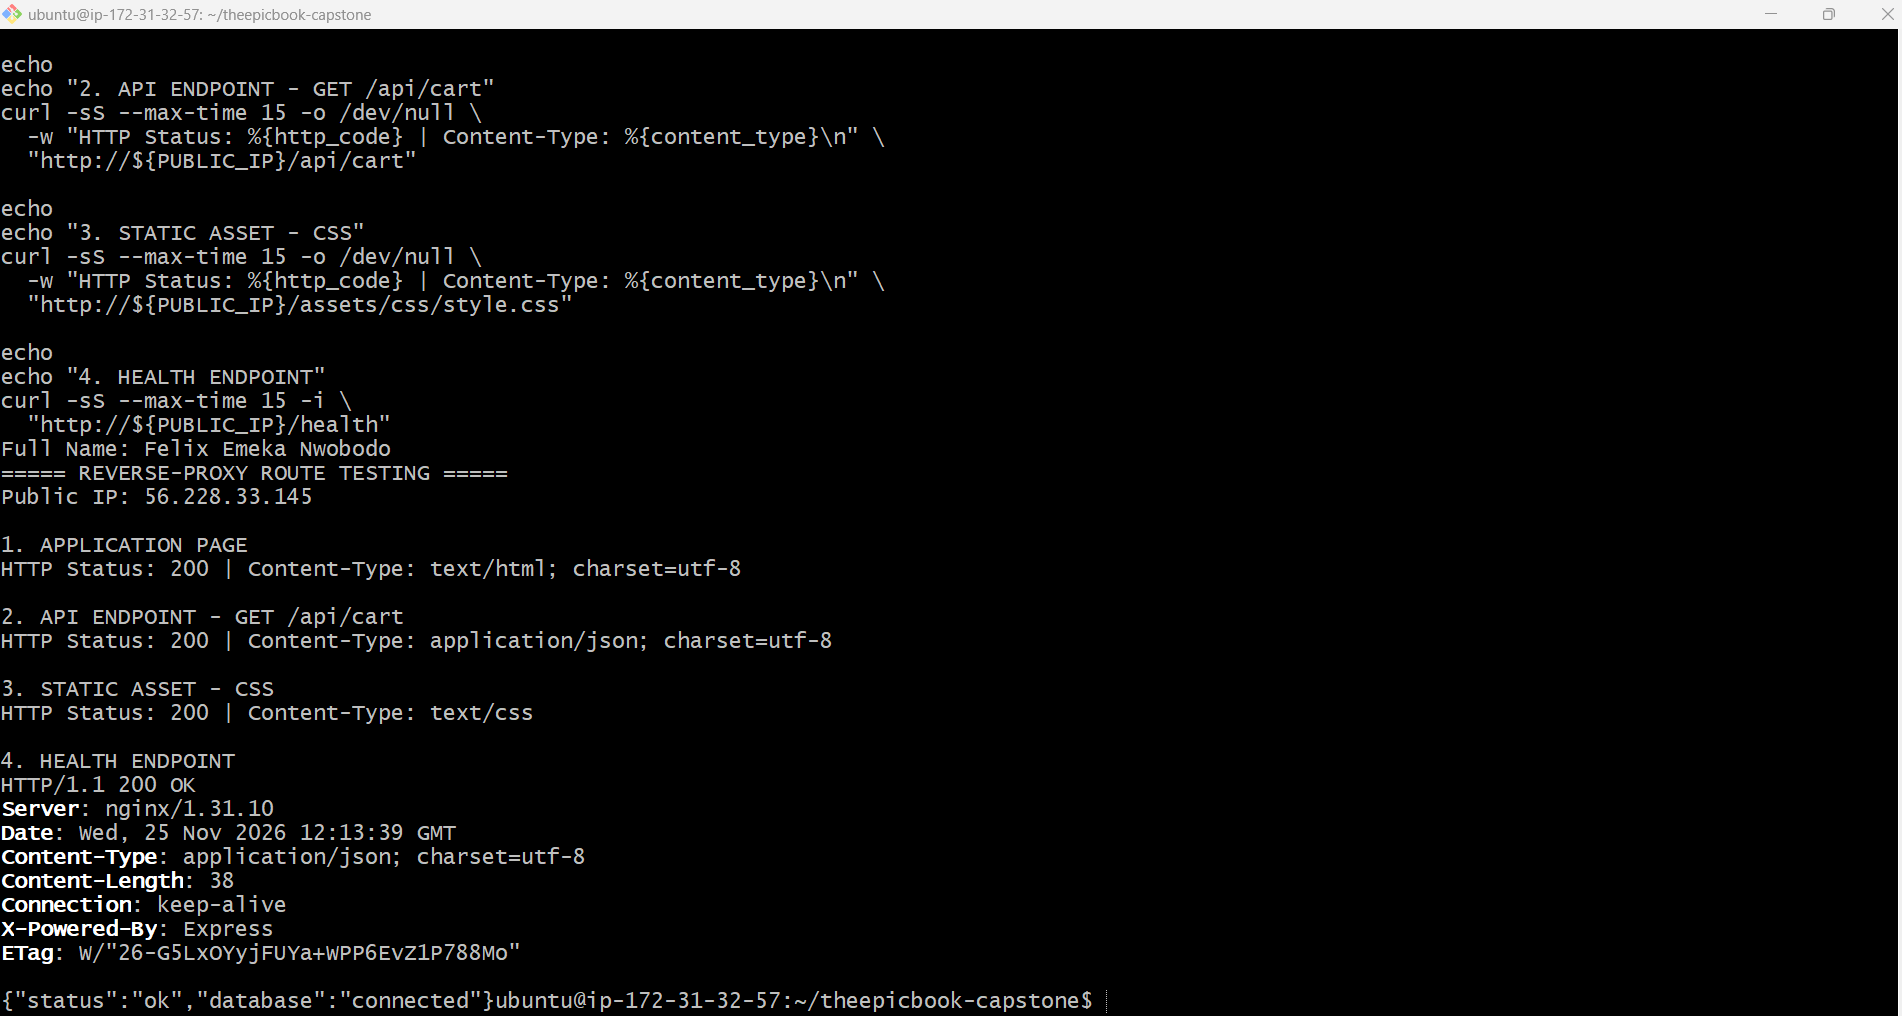 ubuntu@ip-172-31-32-57: ~/theepicbook-capstone
echo
echo "2. API ENDPOINT - GET /api/cart"
curl -sS --max-time 15 -o /dev/null \
  -w "HTTP Status: %{http_code} | Content-Type: %{content_type}\n" \
  "http://${PUBLIC_IP}/api/cart"
echo
echo "3. STATIC ASSET - CSS"
curl -sS --max-time 15 -o /dev/null \
  -w "HTTP Status: %{http_code} | Content-Type: %{content_type}\n" \
  "http://${PUBLIC_IP}/assets/css/style.css"
echo
echo "4. HEALTH ENDPOINT"
curl -sS --max-time 15 -i \
  "http://${PUBLIC_IP}/health"
Full Name: Felix Emeka Nwobodo
===== REVERSE-PROXY ROUTE TESTING =====
Public IP: 56.228.33.145
1. APPLICATION PAGE
HTTP Status: 200 | Content-Type: text/html; charset=utf-8
2. API ENDPOINT - GET /api/cart
HTTP Status: 200 | Content-Type: application/json; charset=utf-8
3. STATIC ASSET - CSS
HTTP Status: 200 | Content-Type: text/css
4. HEALTH ENDPOINT
HTTP/1.1 200 OK
Server: nginx/1.31.10
Date: Wed, 25 Nov 2026 12:13:39 GMT
Content-Type: application/json; charset=utf-8
Content-Length: 38
Connection: keep-alive
X-Powered-By: Express
ETag: W/"26-G5LxOYyjFUYa+WPP6EvZ1P788Mo"
{"status":"ok","database":"connected"}ubuntu@ip-172-31-32-57:~/theepicbook-capstone$